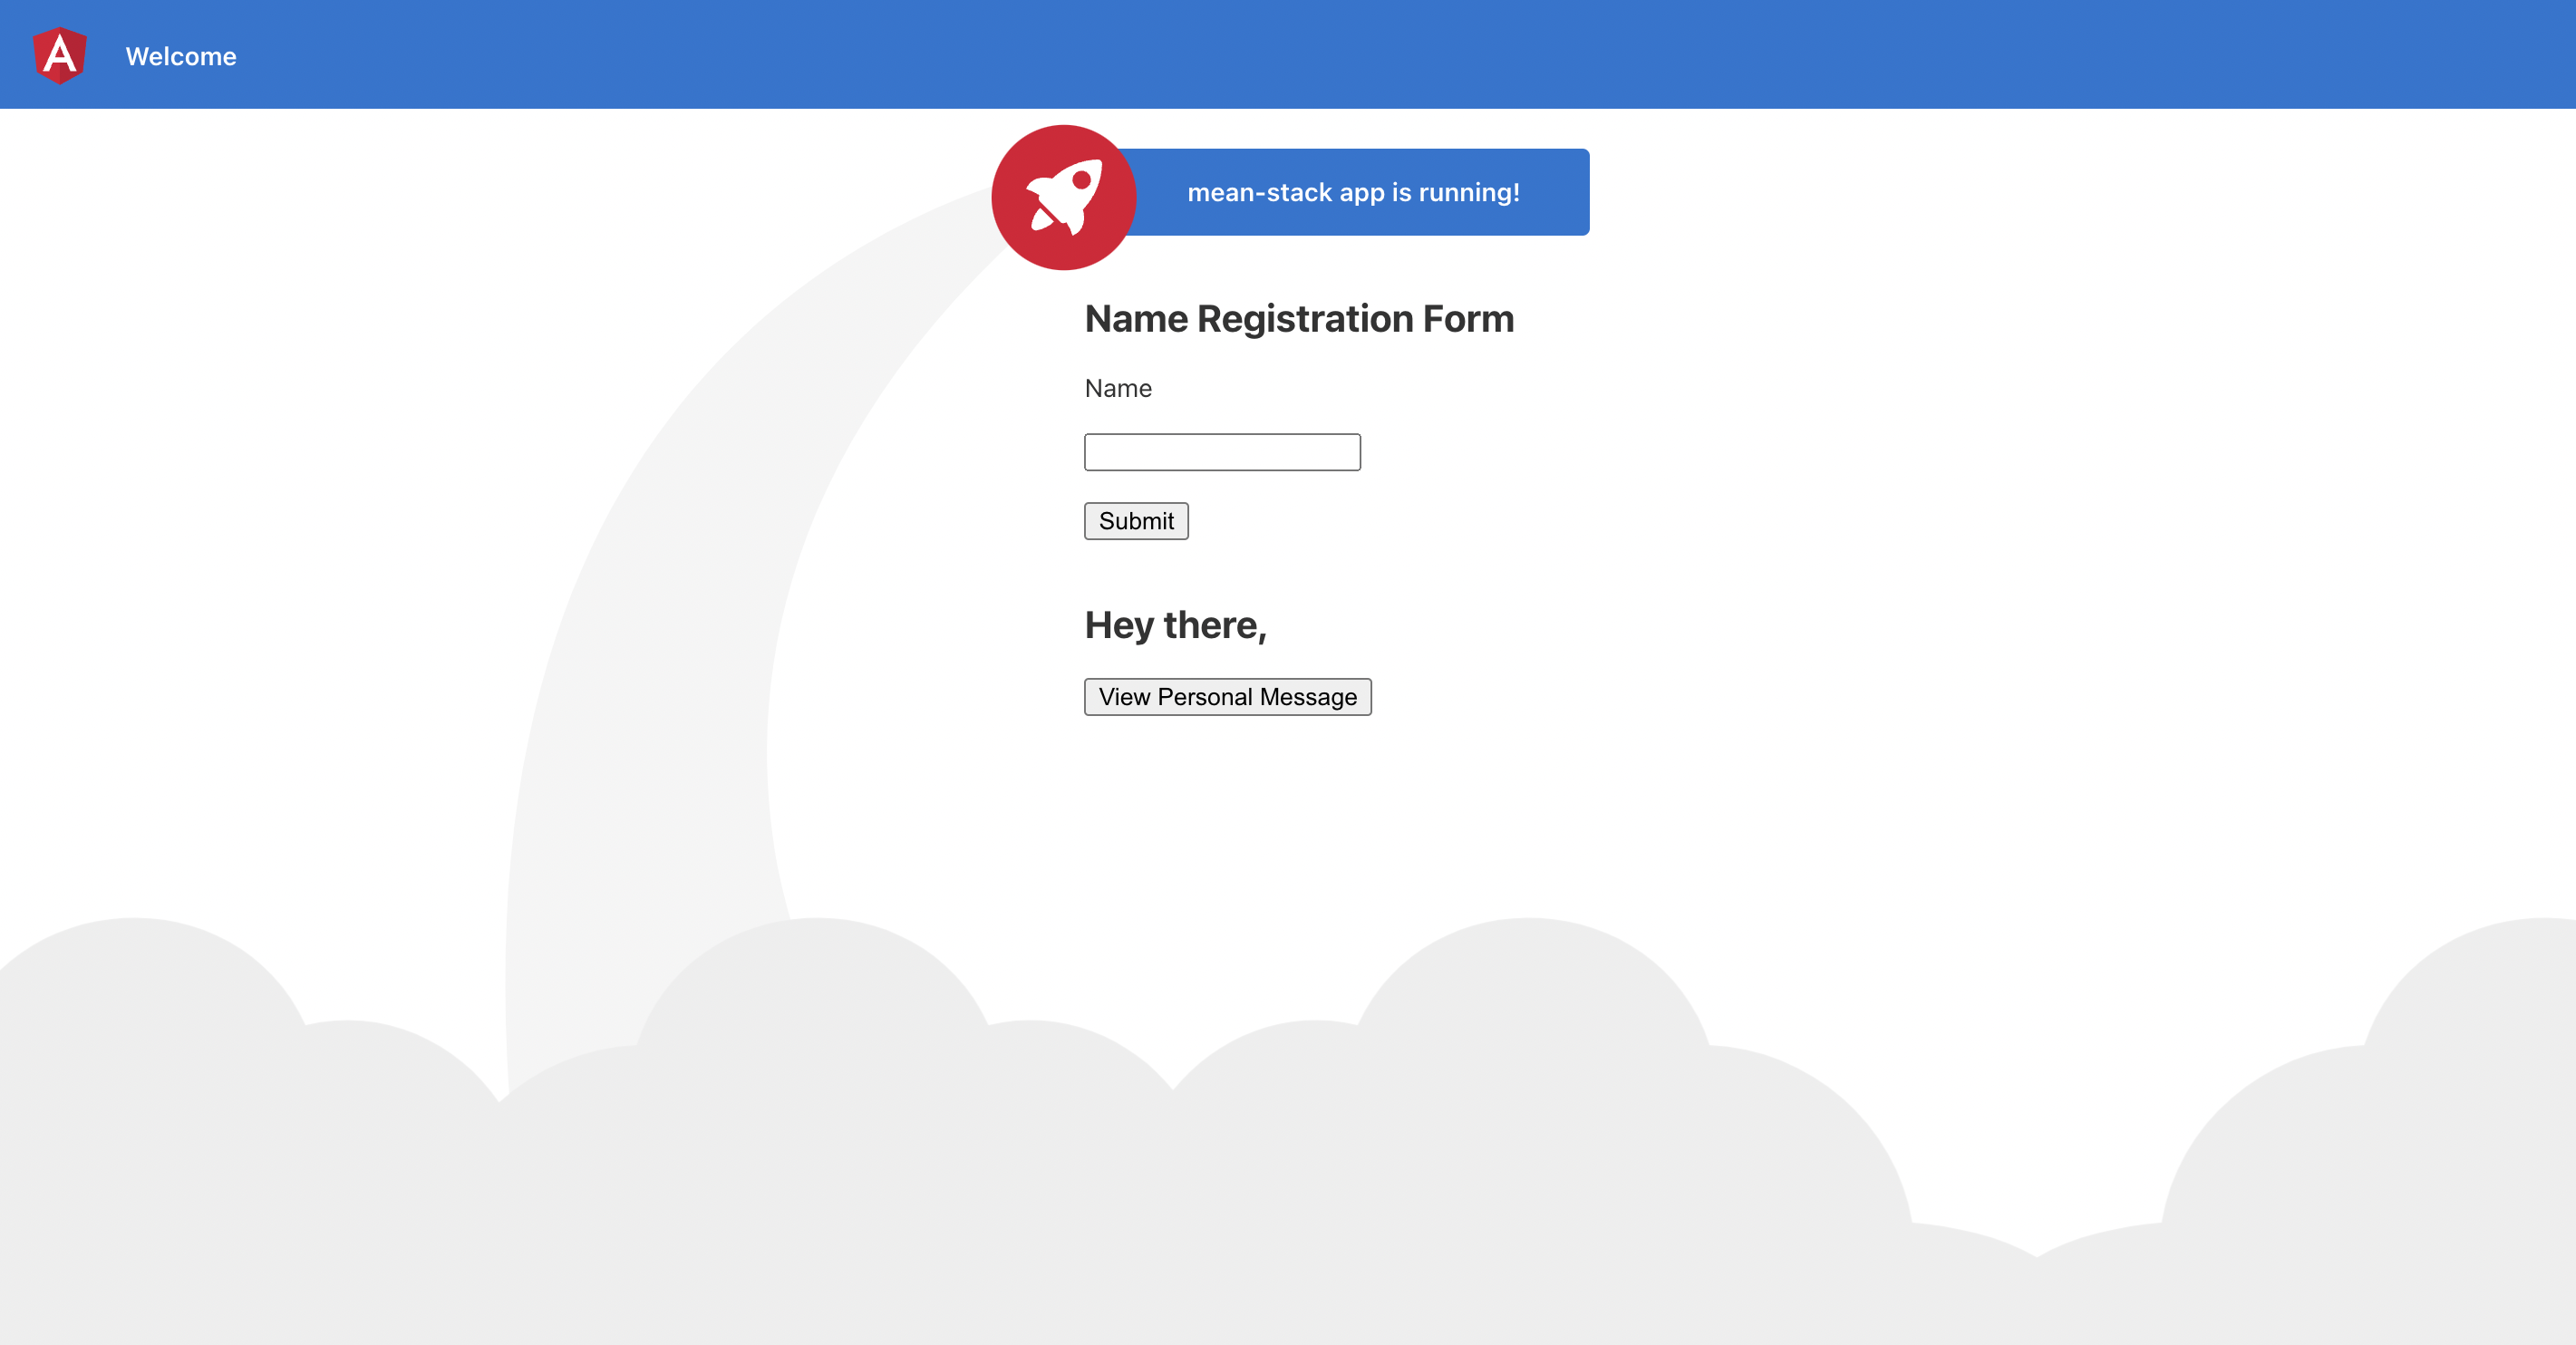 Welcome
mean-stack app is running!
Name Registration Form
Name
Submit
Hey there,
View Personal Message